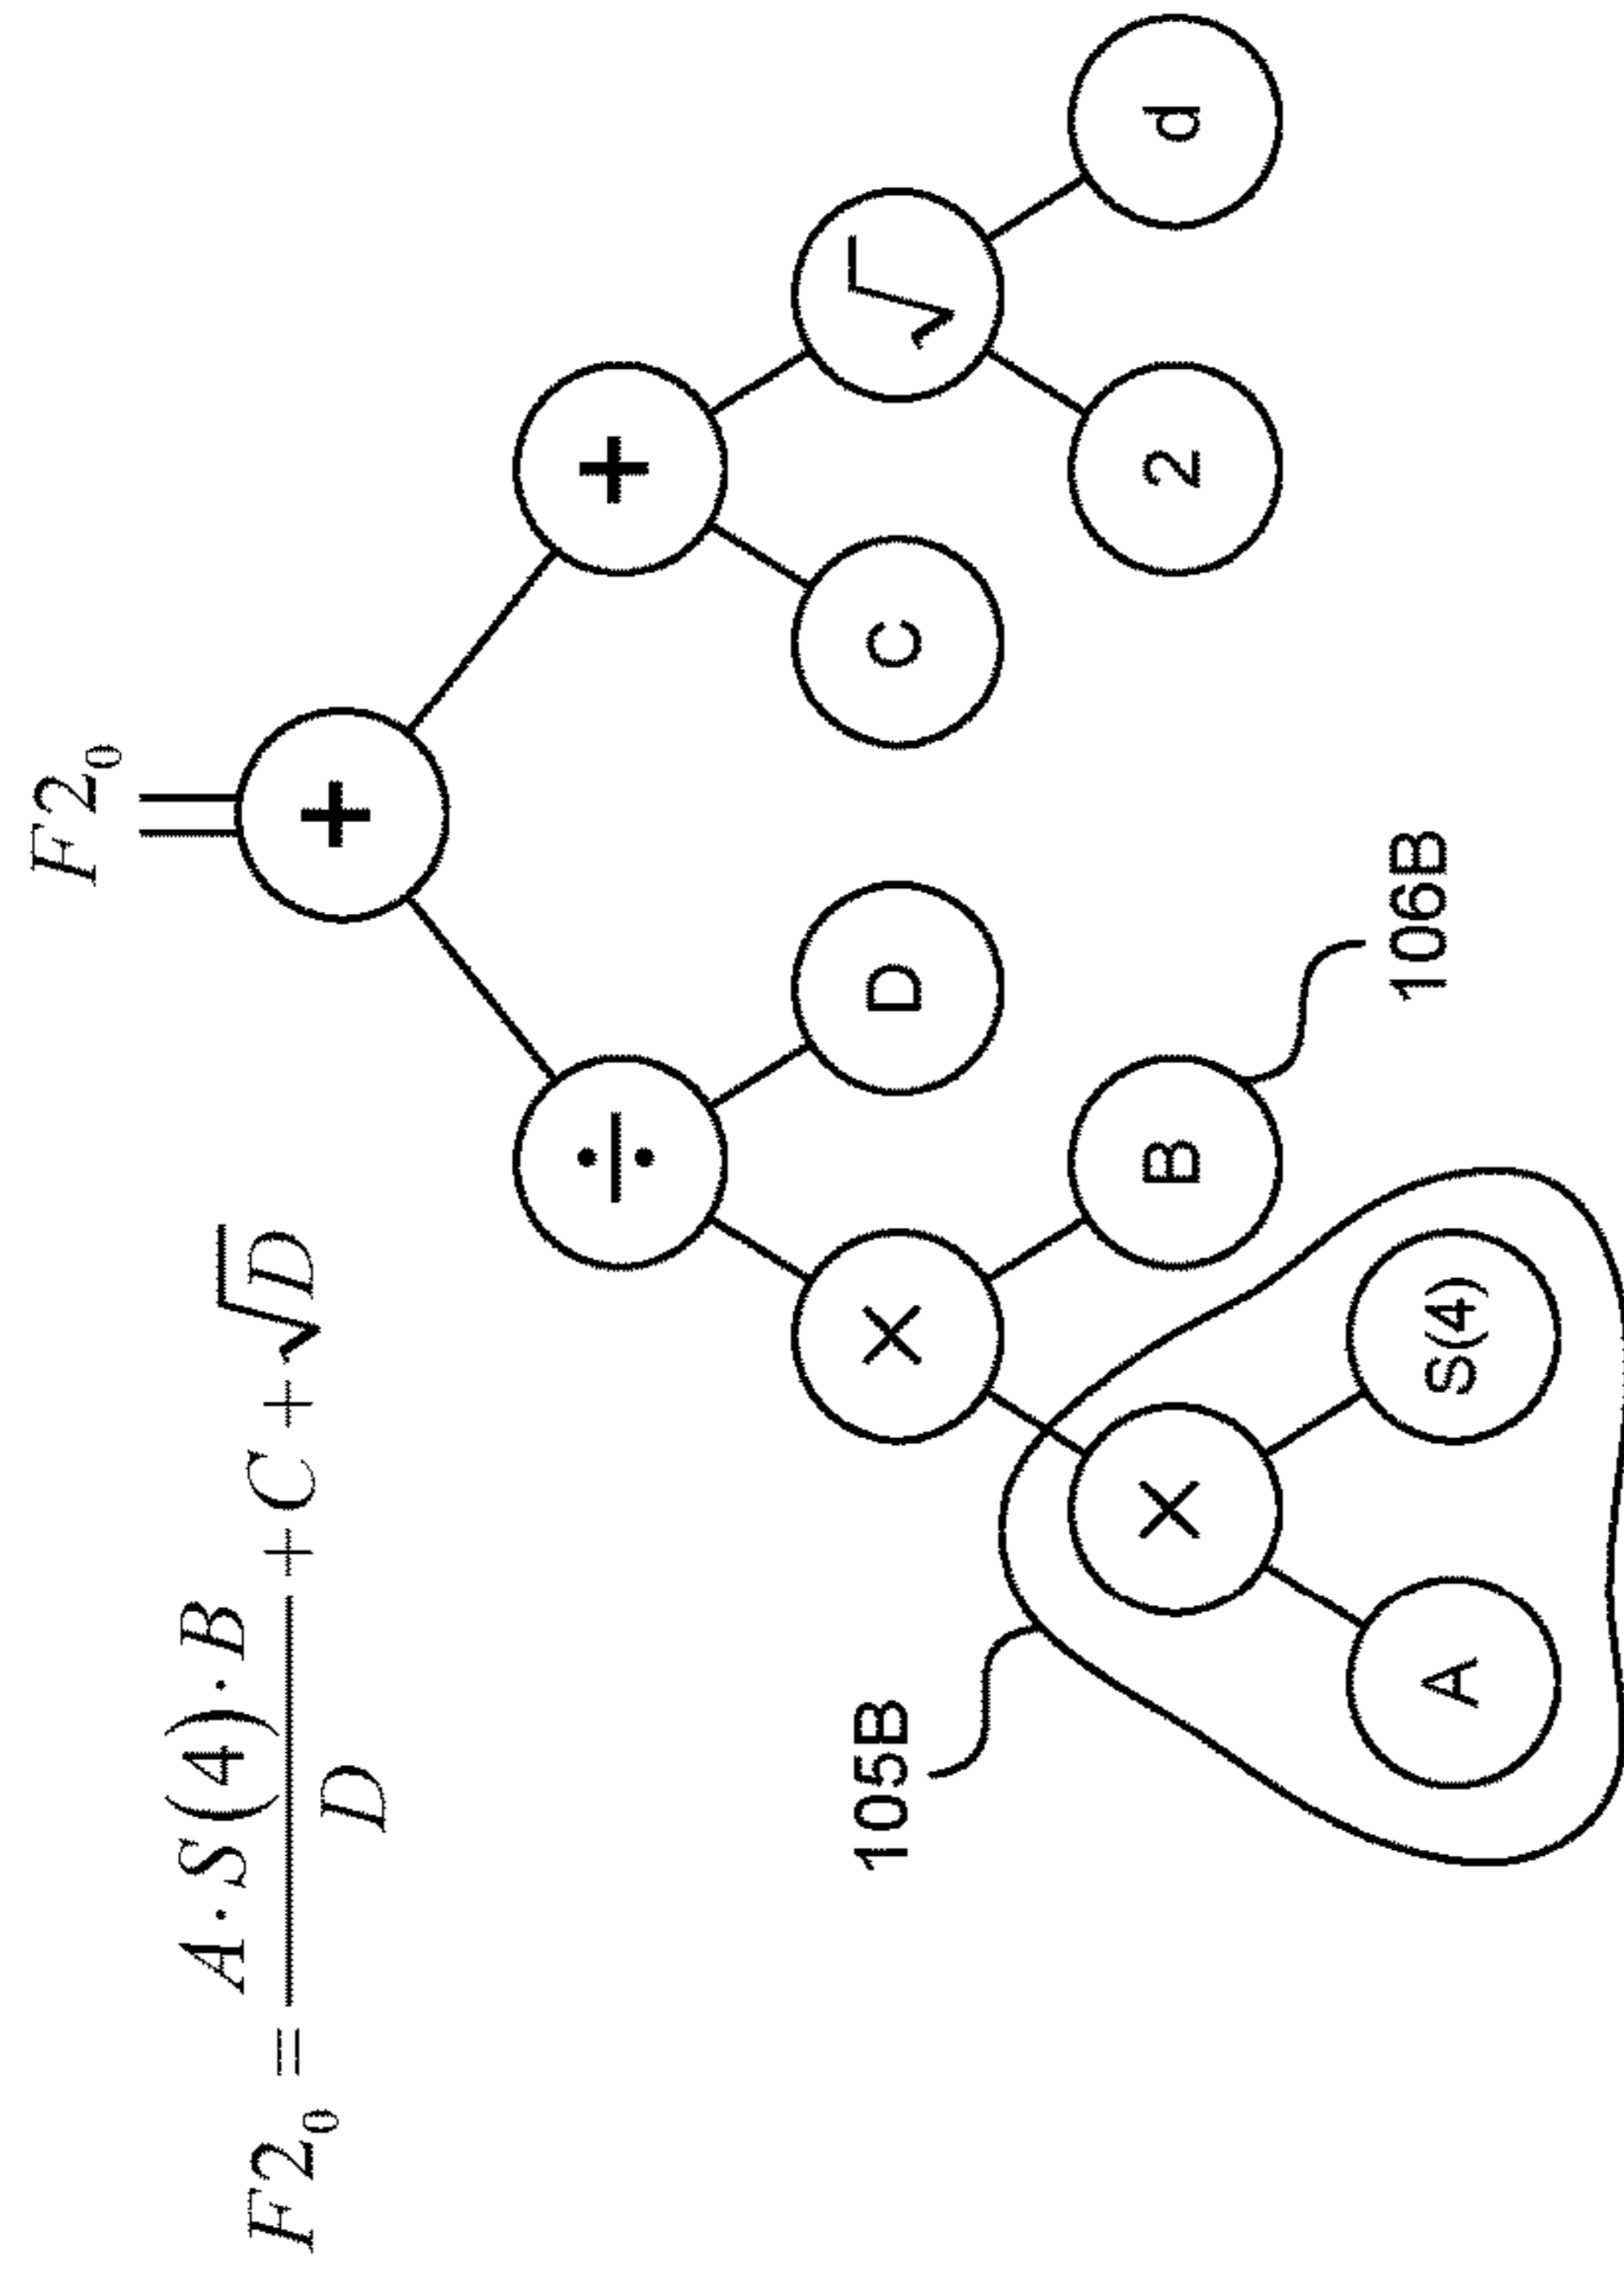 F2₀
F2₀ = A·S(4)·B / D + C + √D
+
÷ +
× D C √
105B × B 2 d
A S(4) 106B